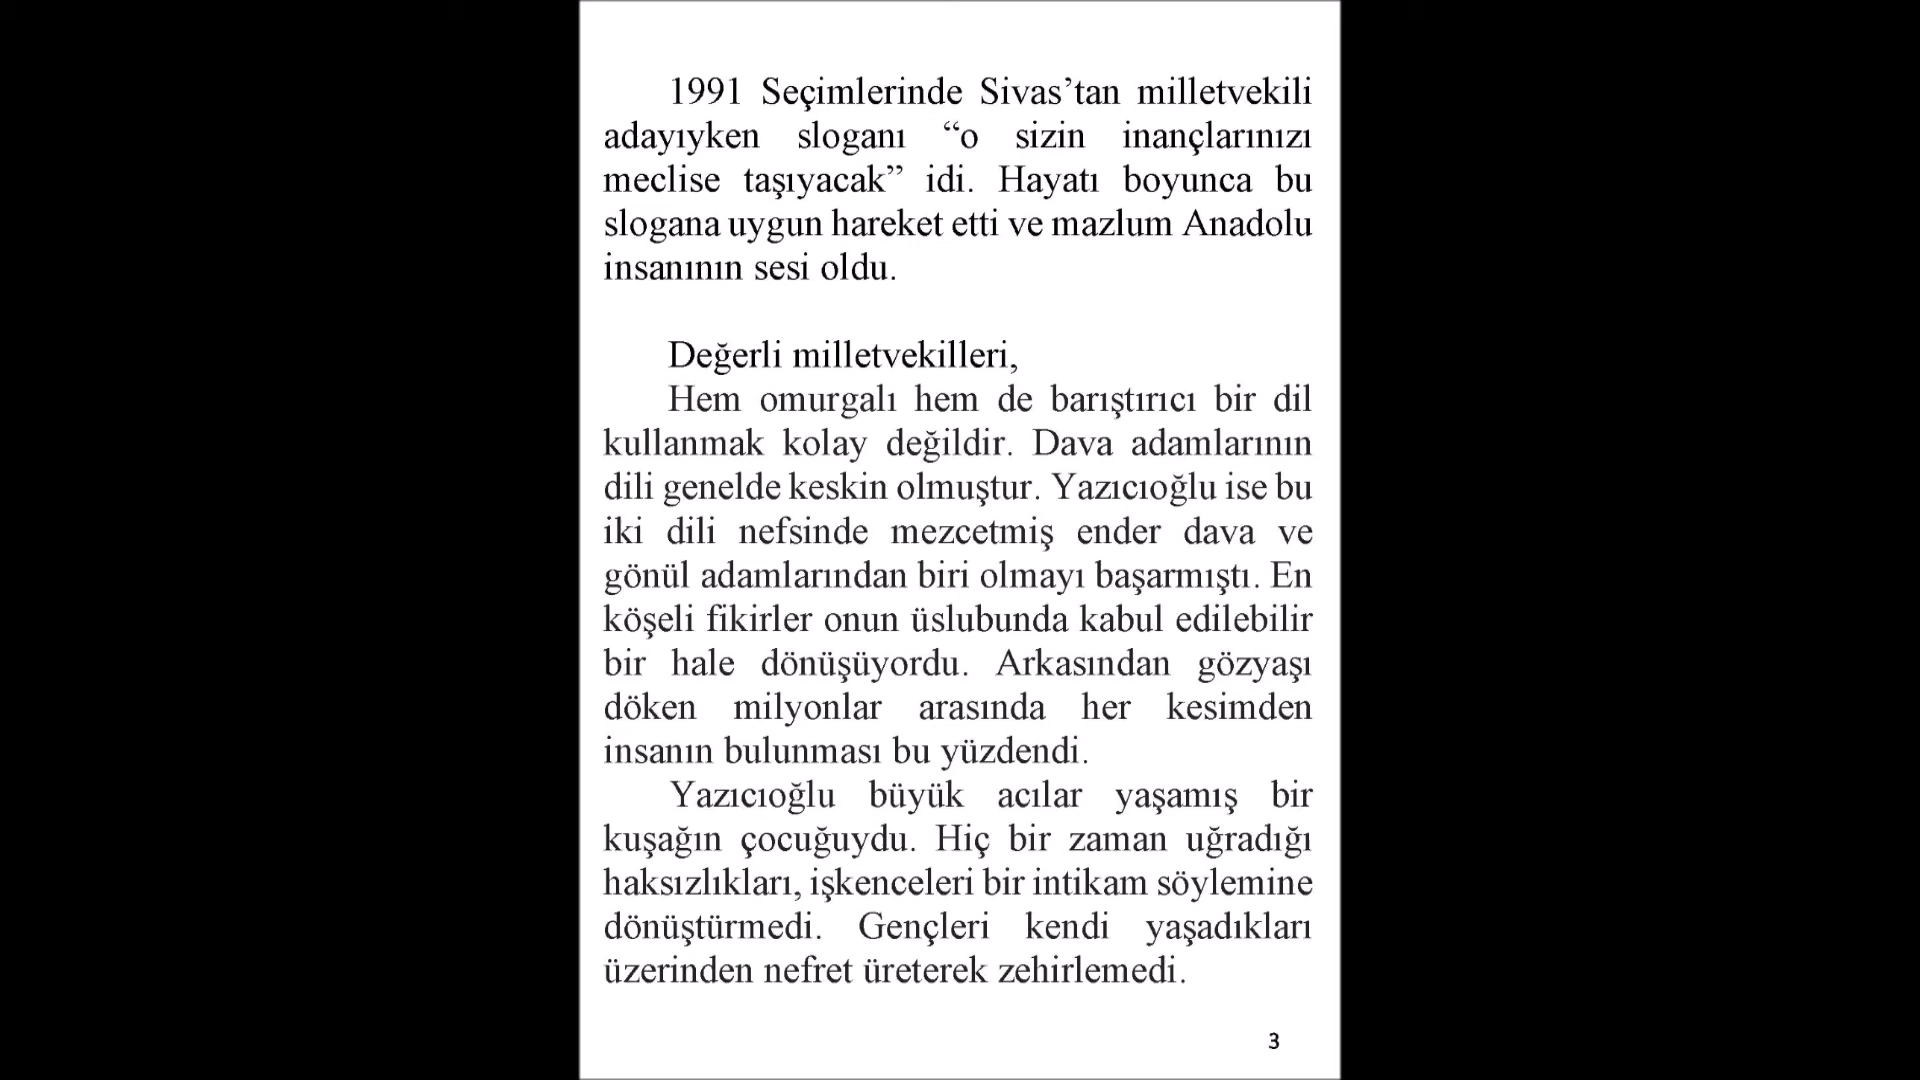 1991 Seçimlerinde Sivas’tan milletvekili
adayıyken sloganı “o sizin inançlarınızı
meclise taşıyacak” idi. Hayatı boyunca bu
slogana uygun hareket etti ve mazlum Anadolu
insanının sesi oldu.
Değerli milletvekilleri,
Hem omurgalı hem de barıştırıcı bir dil
kullanmak kolay değildir. Dava adamlarının
dili genelde keskin olmuştur. Yazıcıoğlu ise bu
iki dili nefsinde mezcetmiş ender dava ve
gönül adamlarından biri olmayı başarmıştı. En
köşeli fikirler onun üslubunda kabul edilebilir
bir hale dönüşüyordu. Arkasından gözyaşı
döken milyonlar arasında her kesimden
insanın bulunması bu yüzdendi.
Yazıcıoğlu büyük acılar yaşamış bir
kuşağın çocuğuydu. Hiç bir zaman uğradığı
haksızlıkları, işkenceleri bir intikam söylemine
dönüştürmedi. Gençleri kendi yaşadıkları
üzerinden nefret üreterek zehirlemedi.
3